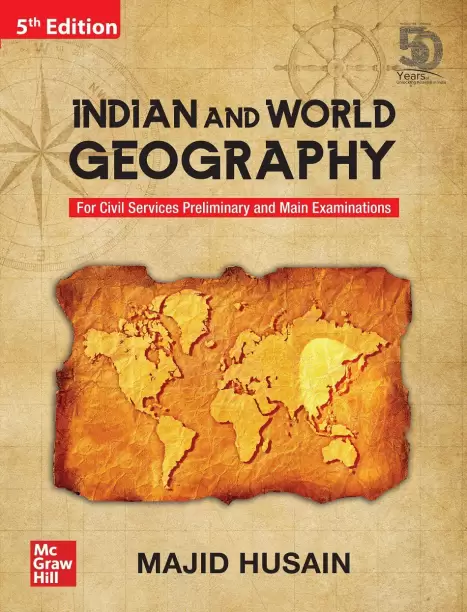 5th Edition
50
Years of
INDIAN AND WORLD
GEOGRAPHY
For Civil Services Preliminary and Main Examinations
Mc
Graw
Hill
MAJID HUSAIN